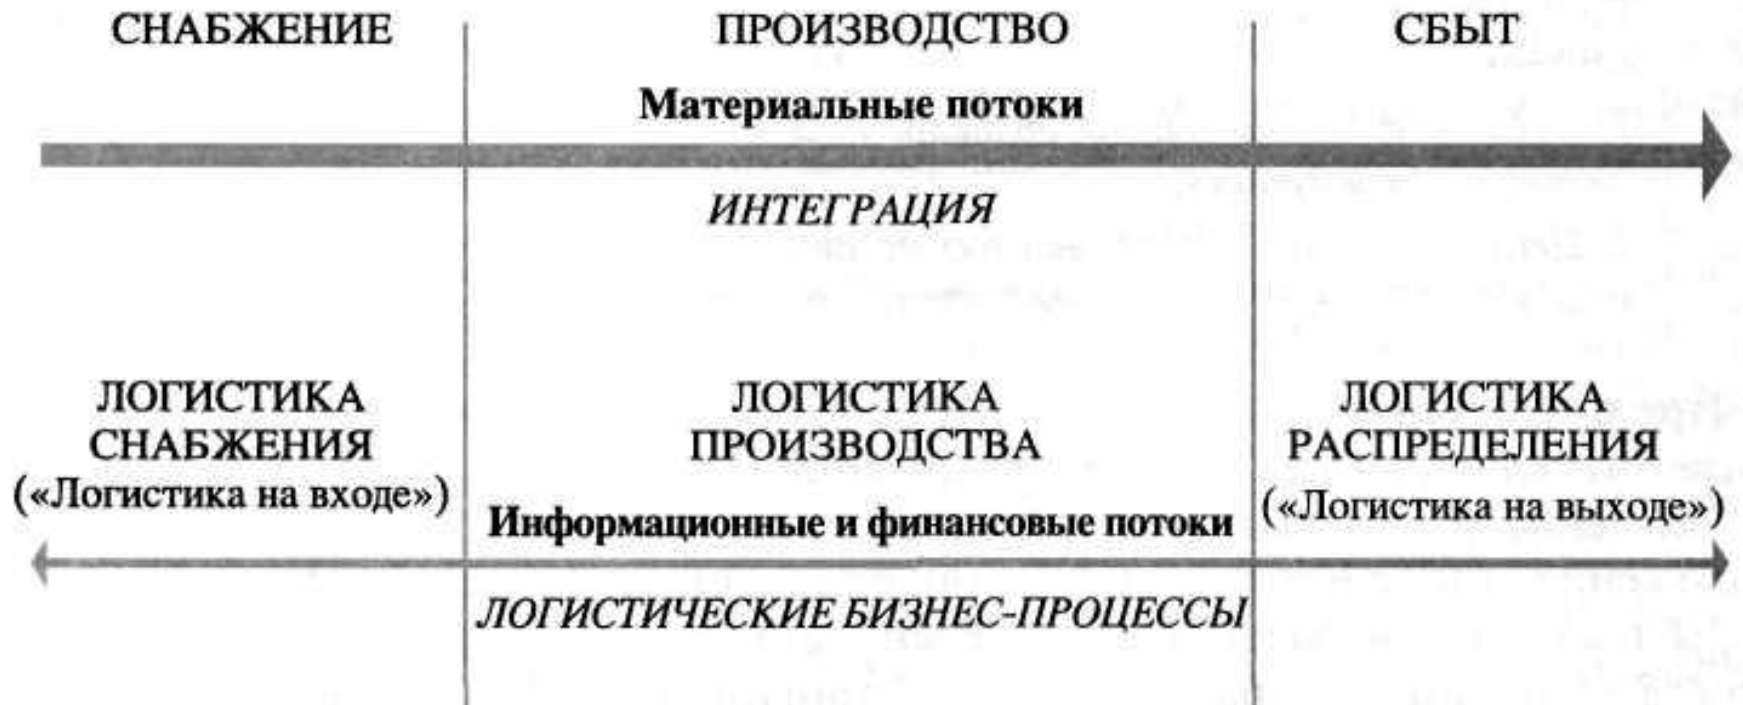 СНАБЖЕНИЕ
ПРОИЗВОДСТВО
СБЫТ
Материальные потоки
ИНТЕГРАЦИЯ
ЛОГИСТИКА
СНАБЖЕНИЯ
(«Логистика на входе»)
ЛОГИСТИКА
ПРОИЗВОДСТВА
ЛОГИСТИКА
РАСПРЕДЕЛЕНИЯ
(«Логистика на выходе»)
Информационные и финансовые потоки
ЛОГИСТИЧЕСКИЕ БИЗНЕС-ПРОЦЕССЫ